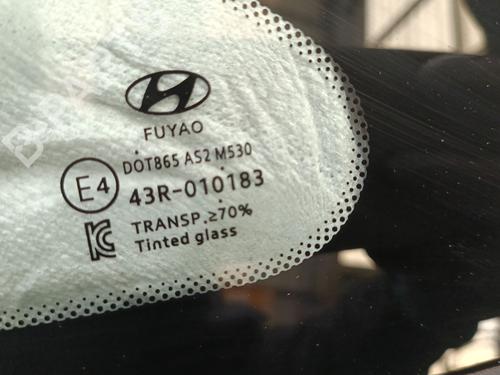 FUYAO
DOT865 AS2 M530
E4
43R-010183
TRANSP.≥70%
Tinted glass